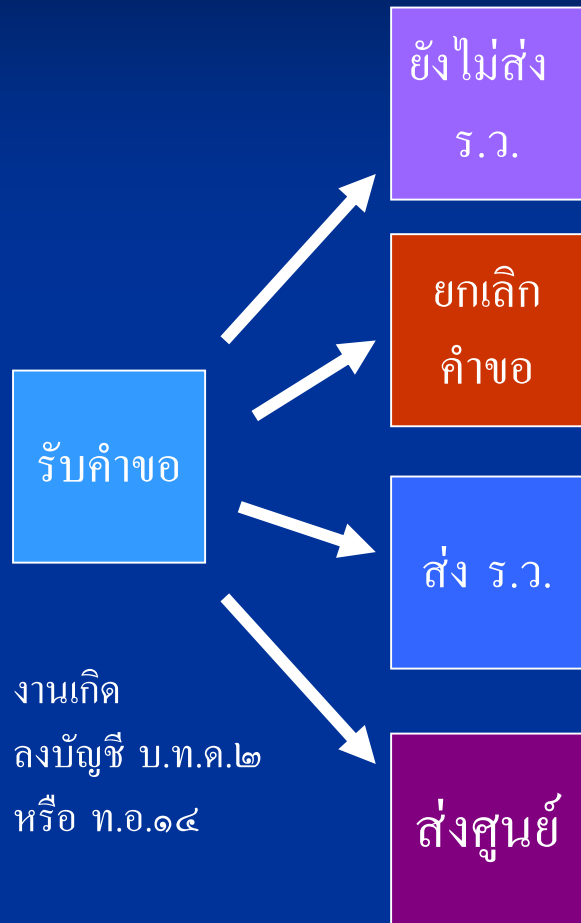 ยังไม่ส่ง
ร.ว.
ยกเลิก
คำขอ
รับคำขอ
ส่ง ร.ว.
งานเกิด
ลงบัญชี บ.ท.ด.๒
หรือ ท.อ.๑๔
ส่งศูนย์